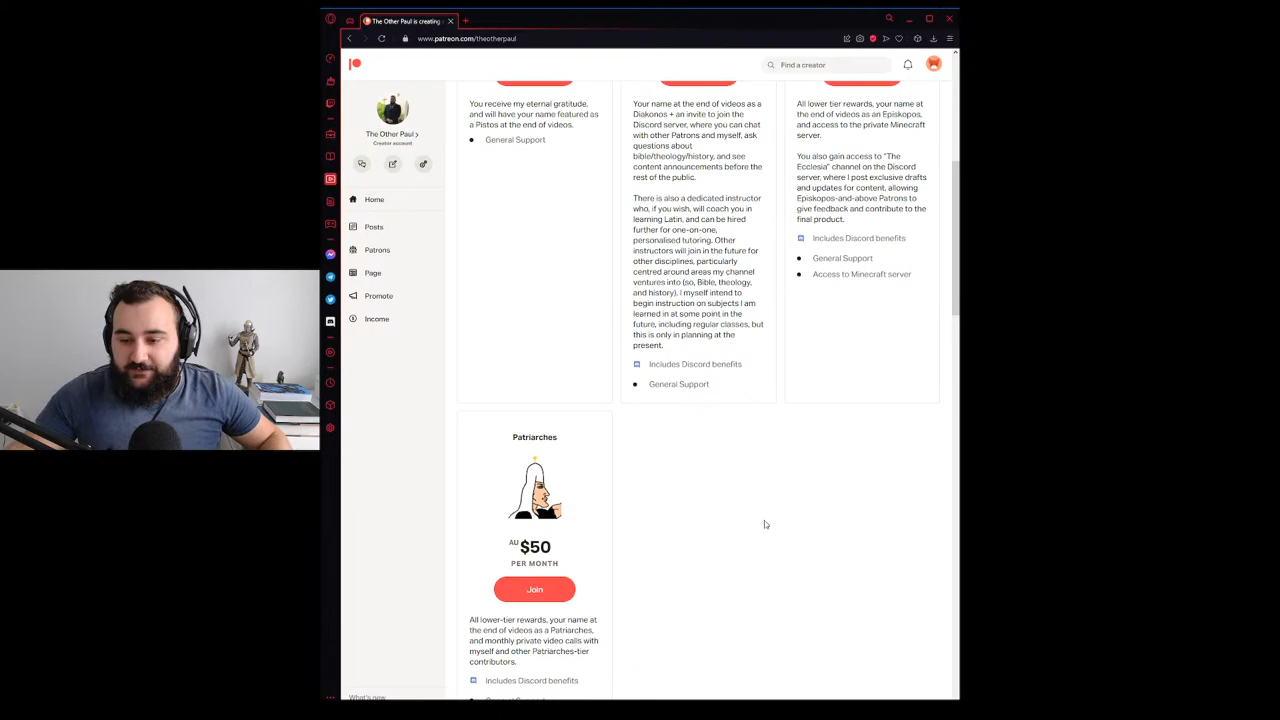 The Other Paul is creating
www.patreon.com/theotherpaul
Find a creator
The Other Paul
Creator account
Home
Posts
Patrons
Page
Promote
Income
What's new
You receive my eternal gratitude,
and will have your name featured as
a Pistos at the end of videos.
General Support
Your name at the end of videos as a
Diakonos + an invite to join the
Discord server, where you can chat
with other Patrons and myself, ask
questions about
bible/theology/history, and see
content announcements before the
rest of the public.
There is also a dedicated instructor
who, if you wish, will coach you in
learning Latin, and can be hired
further for one-on-one,
personalised tutoring. Other
instructors will join in the future for
other disciplines, particularly
centred around areas my channel
ventures into (so, Bible, theology,
and history). I myself intend to
begin instruction on subjects I am
learned in at some point in the
future, including regular classes, but
this is only in planning at the
present.
Includes Discord benefits
General Support
All lower tier rewards, your name at
the end of videos as an Episkopos,
and access to the private Minecraft
server.
You also gain access to "The
Ecclesia" channel on the Discord
server, where I post exclusive drafts
and updates for content, allowing
Episkopos-and-above Patrons to
give feedback and contribute to the
final product.
Includes Discord benefits
General Support
Access to Minecraft server
Patriarches
AU $50
PER MONTH
Join
All lower-tier rewards, your name at
the end of videos as a Patriarches,
and monthly private video calls with
myself and other Patriarches-tier
contributors.
Includes Discord benefits